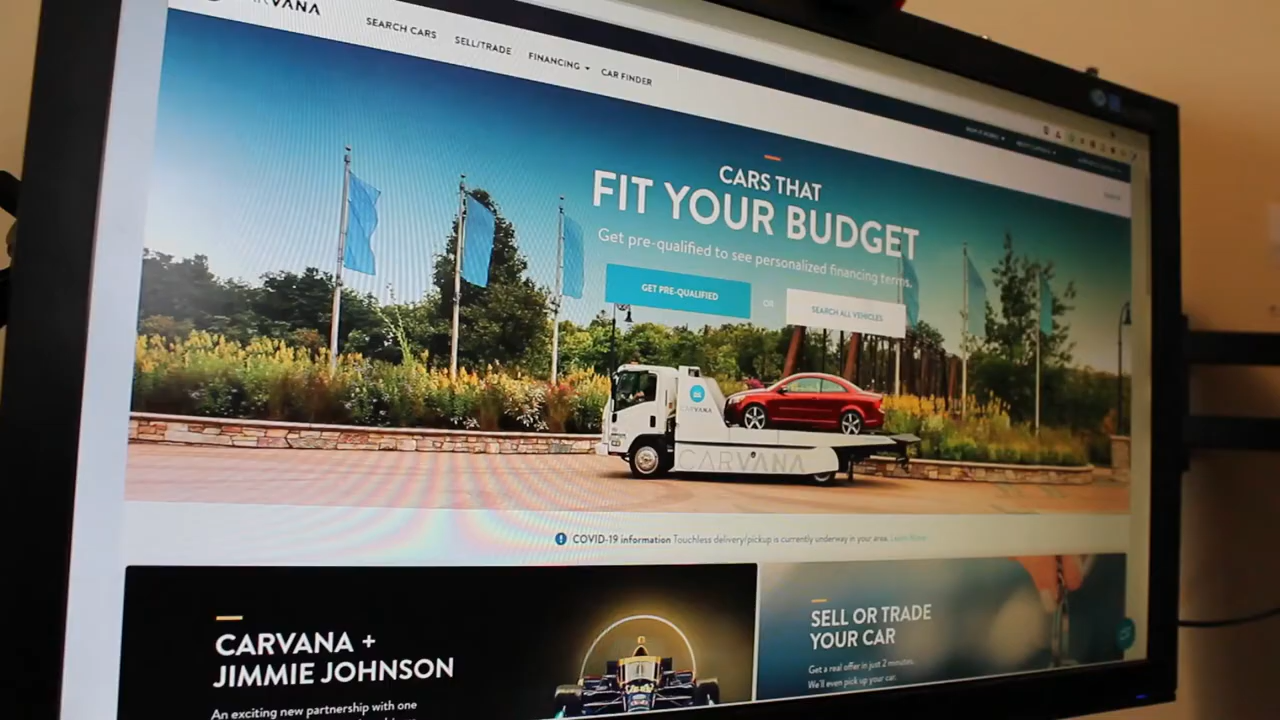 VANA
SEARCH CARS
SELL/TRADE
FINANCING
CAR FINDER
CARS THAT
FIT YOUR BUDGET
Get pre-qualified to see personalized financing terms.
GET PRE-QUALIFIED
OR
SEARCH ALL VEHICLES
CARVANA
CARVANA
COVID-19 information Touchless delivery/pickup is currently underway in your area. Learn More
CARVANA +
JIMMIE JOHNSON
An exciting new partnership with one
SELL OR TRADE
YOUR CAR
Get a real offer in just 2 minutes.
We'll even pick up your car.